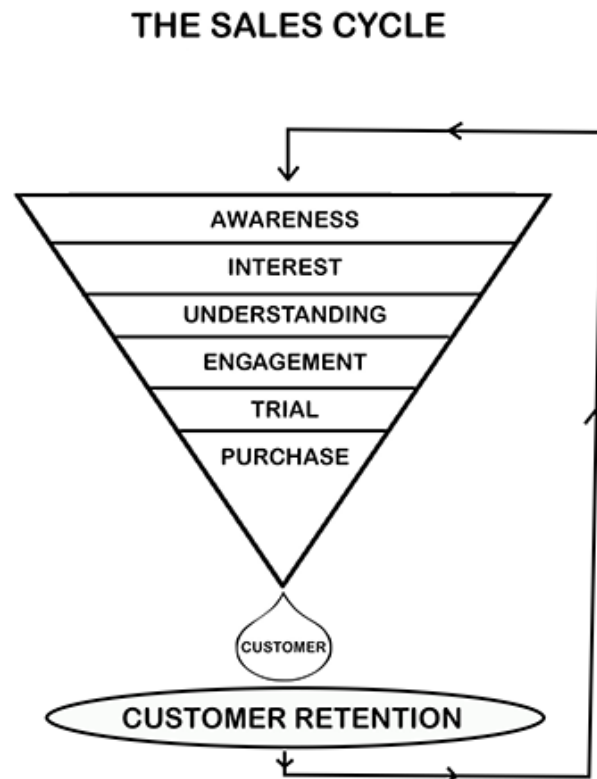 THE SALES CYCLE
AWARENESS
INTEREST
UNDERSTANDING
ENGAGEMENT
TRIAL
PURCHASE
CUSTOMER
CUSTOMER RETENTION